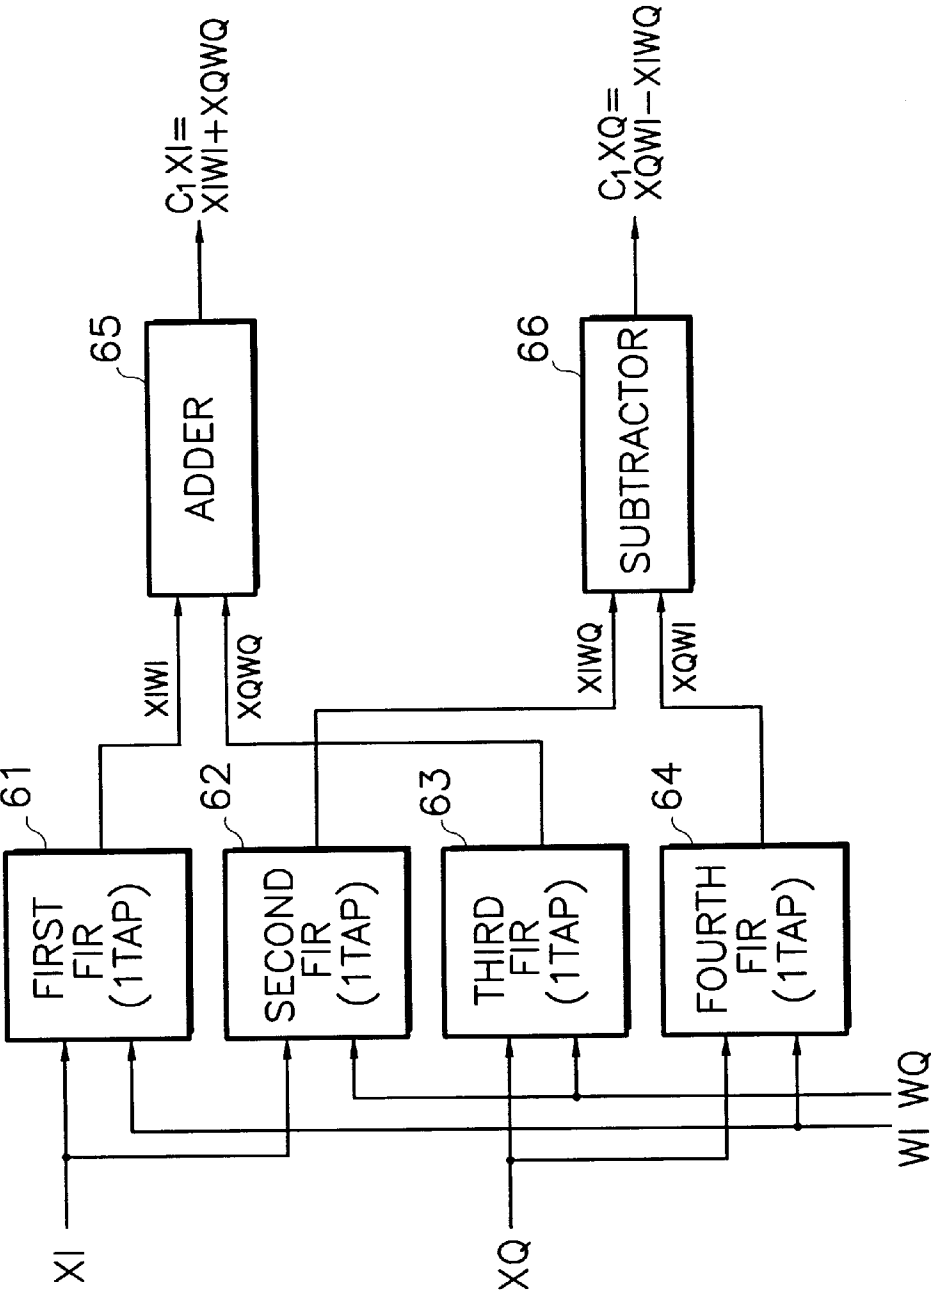 XI
XQ
WI
WQ
61
FIRST
FIR
(1TAP)
62
SECOND
FIR
(1TAP)
63
THIRD
FIR
(1TAP)
64
FOURTH
FIR
(1TAP)
XIWI
XQWQ
XIWQ
XQWI
65
ADDER
66
SUBTRACTOR
C₁XI=
XIWI+XQWQ
C₁XQ=
XQWI−XIWQ